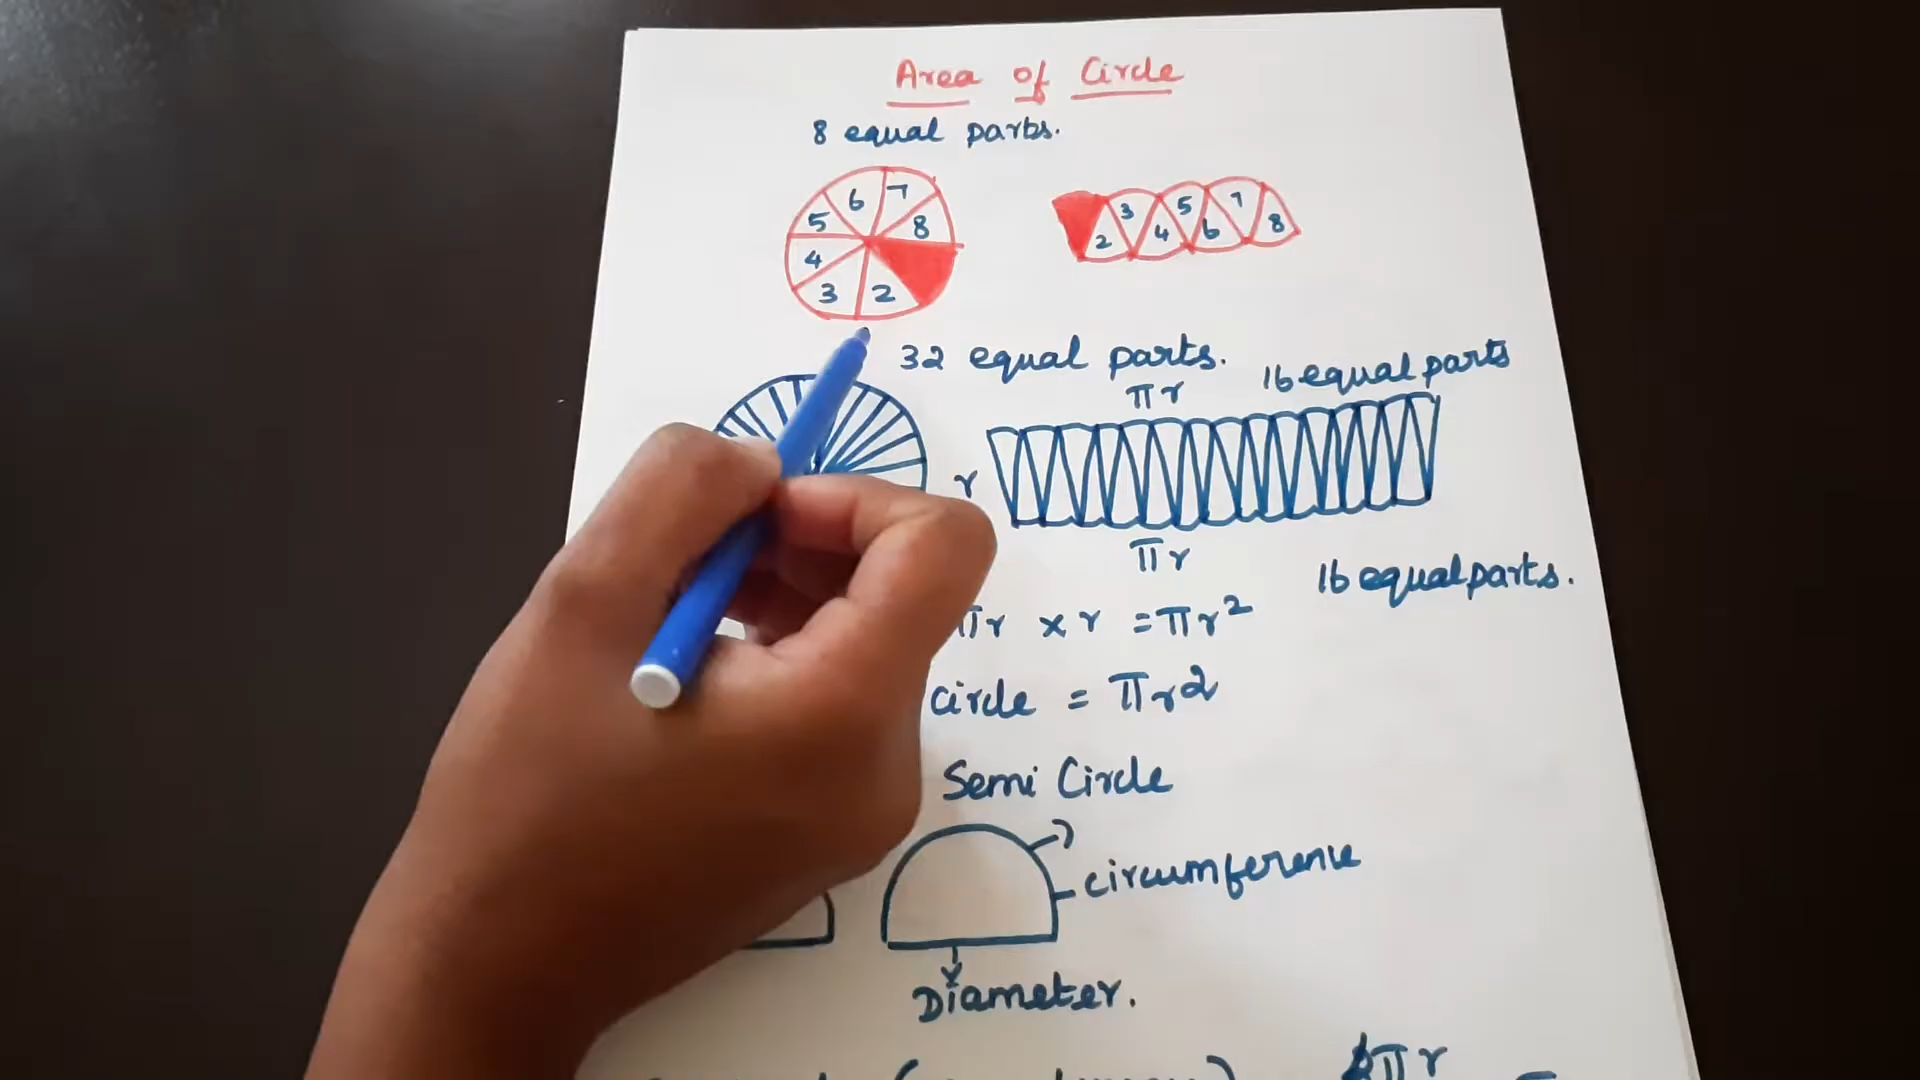 Area of Circle
8 equal parts.
6 7
5 8
4
3 2
3 5 7
2 4 6 8
32 equal parts.
16 equal parts
πr
r
πr
16 equal parts.
πr × r = πr²
circle = πr²
Semi Circle
circumference
Diameter.
πr